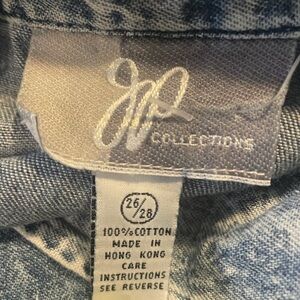 COLLECTIONS
26/28
100% COTTON
MADE IN
HONG KONG
CARE
INSTRUCTIONS
SEE REVERSE